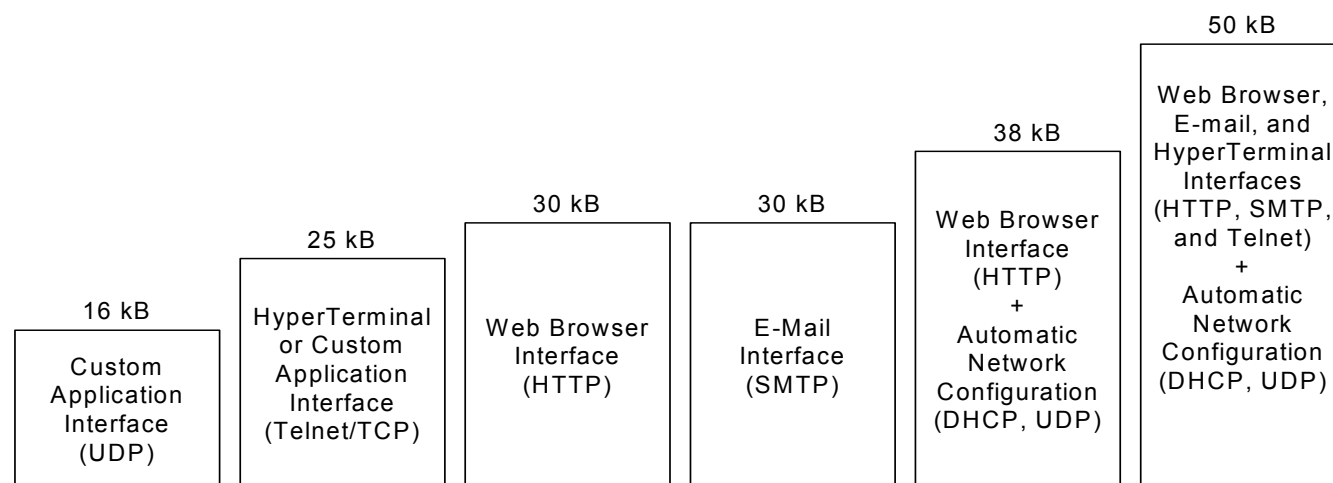 16 kB
Custom
Application
Interface
(UDP)
25 kB
HyperTerminal
or Custom
Application
Interface
(Telnet/TCP)
30 kB
Web Browser
Interface
(HTTP)
30 kB
E-Mail
Interface
(SMTP)
38 kB
Web Browser
Interface
(HTTP)
+
Automatic
Network
Configuration
(DHCP, UDP)
50 kB
Web Browser,
E-mail, and
HyperTerminal
Interfaces
(HTTP, SMTP,
and Telnet)
+
Automatic
Network
Configuration
(DHCP, UDP)